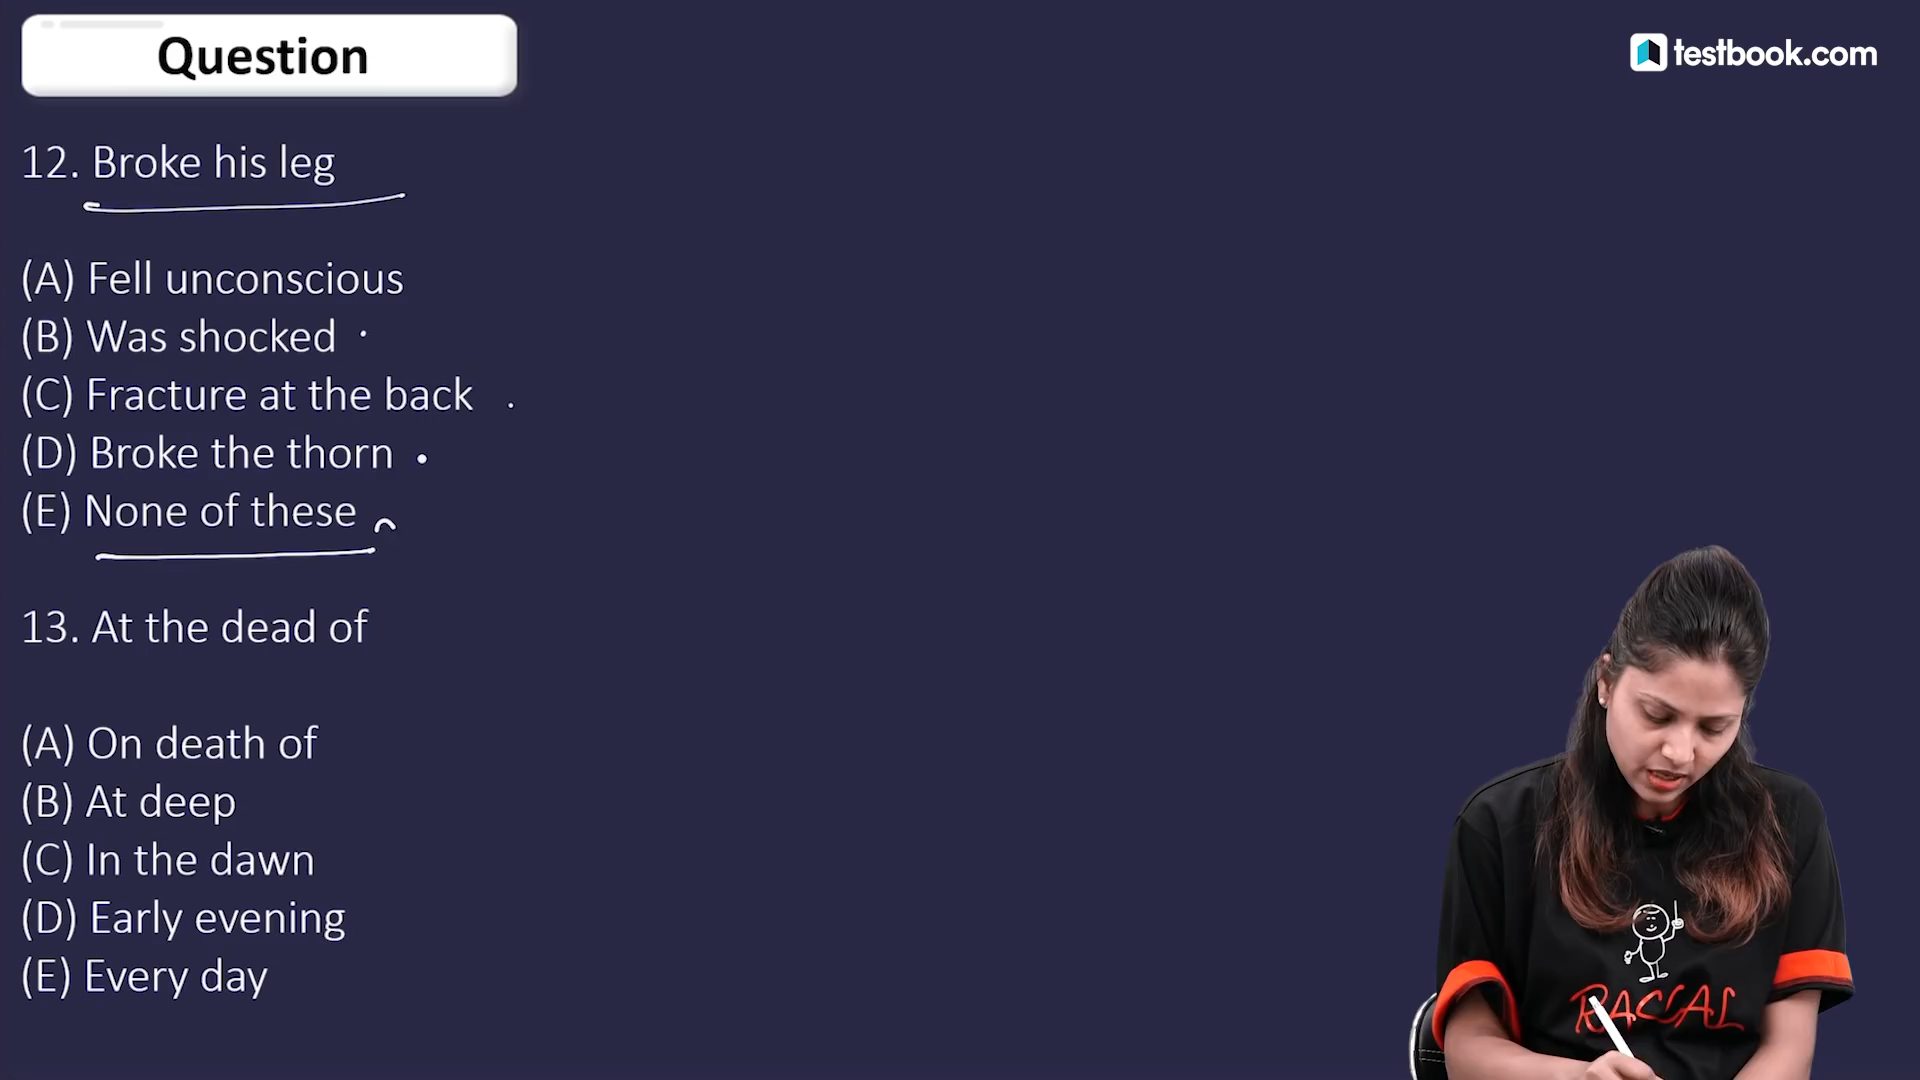 Question
testbook.com
12. Broke his leg
(A) Fell unconscious
(B) Was shocked
(C) Fracture at the back
(D) Broke the thorn
(E) None of these
13. At the dead of
(A) On death of
(B) At deep
(C) In the dawn
(D) Early evening
(E) Every day
RASCAL